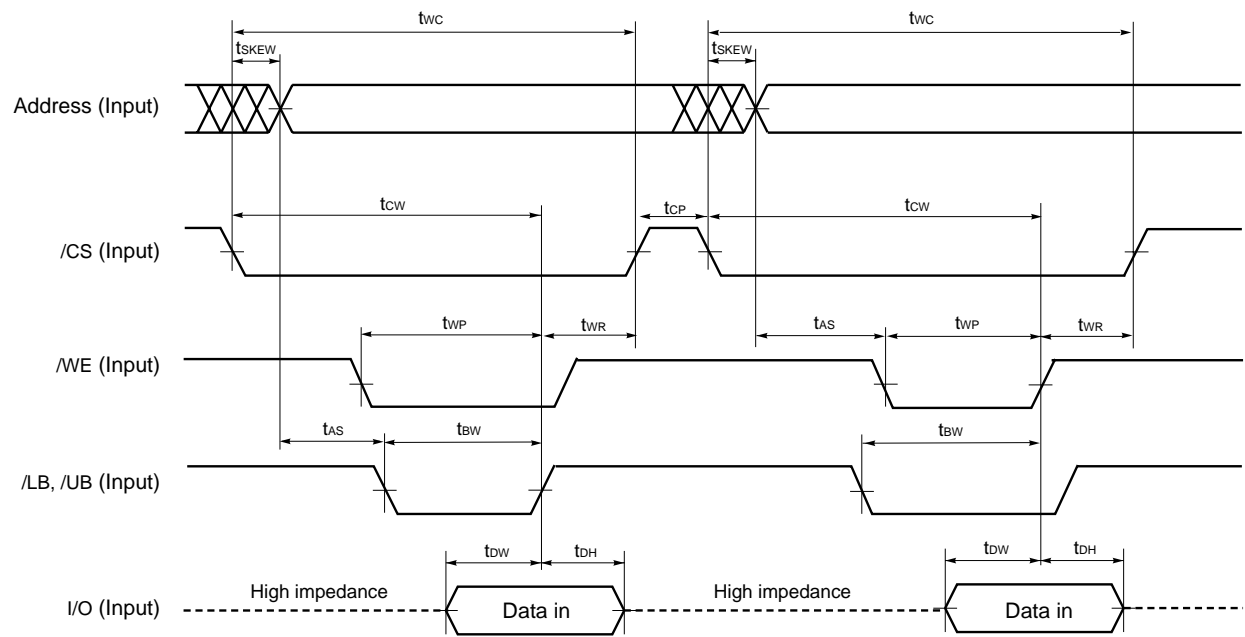 tWC tWC
tSKEW tSKEW
Address (Input)
tCW tCP tCW
/CS (Input)
tWP tWR tAS tWP tWR
/WE (Input)
tAS tBW tBW
/LB, /UB (Input)
tDW tDH tDW tDH
High impedance High impedance
I/O (Input) Data in Data in